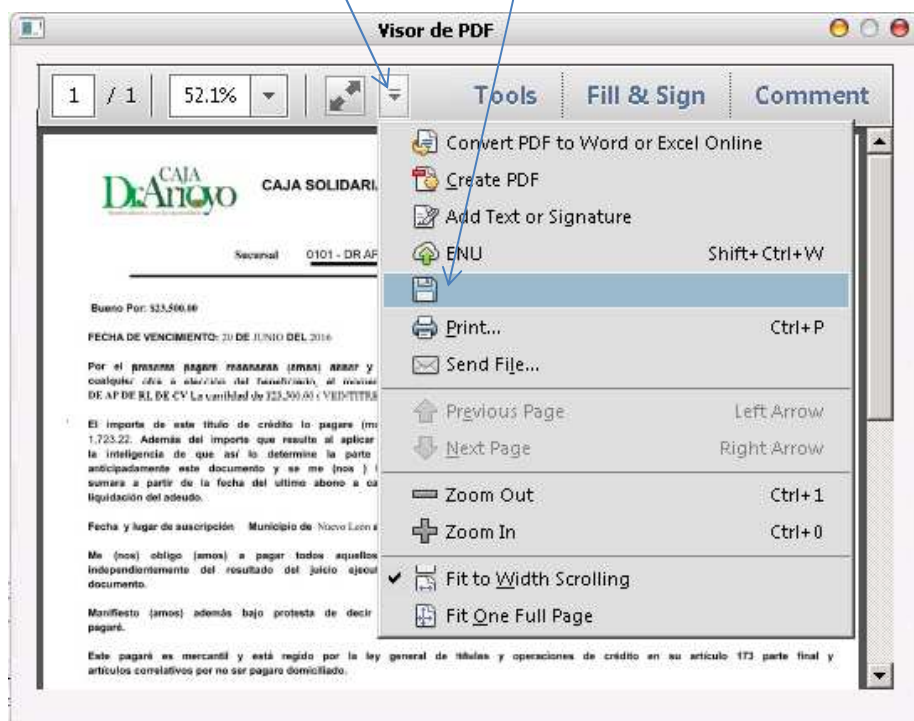 Visor de PDF
1 / 1 52.1% Tools Fill & Sign Comment
Convert PDF to Word or Excel Online
Create PDF
Add Text or Signature
ENU Shift+Ctrl+W
Print... Ctrl+P
Send File...
Previous Page Left Arrow
Next Page Right Arrow
Zoom Out Ctrl+1
Zoom In Ctrl+0
Fit to Width Scrolling
Fit One Full Page
CAJA
Dr.Arroyo
CAJA SOLIDARI
Sucursal 0101 - DR AR
Bueno Por: $23,500.00
FECHA DE VENCIMIENTO: 20 DE JUNIO DEL 2016
Por el presente pagare (amos) y
cualquier otra a elección del beneficiario, al
DE AP DE RL DE CV La cantidad de $23,500.00 (
El importe de este titulo de crédito lo pagare (m
1,723.22. Además del importe que resulte al aplicar
la inteligencia de que así lo determine la parte
anticipadamente este documento y se me (nos )
sumara a partir de la fecha del ultimo abono a ca
liquidación del adeudo.
Fecha y lugar de suscripción Municipio de Nuevo León
Me (nos) obligo (amos) a pagar todos aquellos
independientemente del resultado del juicio ejecu
documento.
Manifiesto (amos) además bajo protesta de decir
pagaré.
Este pagaré es mercantil y está regido por la ley general de títulos y operaciones de crédito en su artículo 173 parte final y
artículos correlativos por no ser pagare domiciliado.